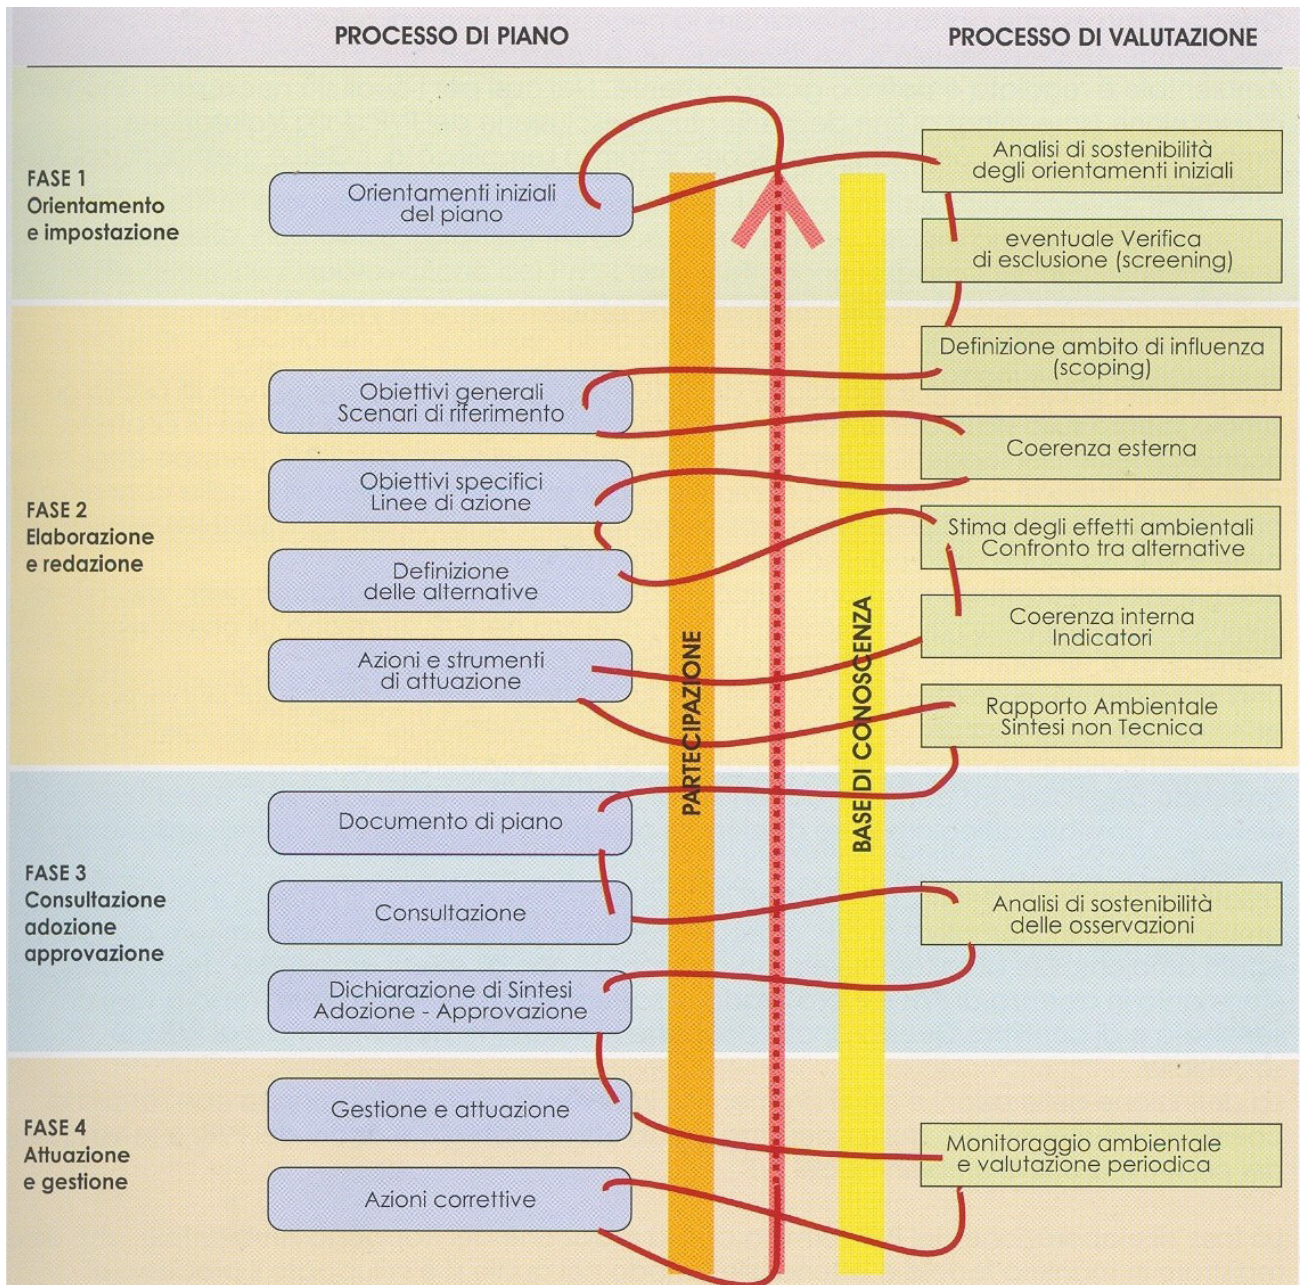 PROCESSO DI PIANO
PROCESSO DI VALUTAZIONE
FASE 1
Orientamento
e impostazione
Orientamenti iniziali
del piano
Analisi di sostenibilità
degli orientamenti iniziali
eventuale Verifica
di esclusione (screening)
FASE 2
Elaborazione
e redazione
Definizione ambito di influenza
(scoping)
Obiettivi generali
Scenari di riferimento
Coerenza esterna
Obiettivi specifici
Linee di azione
Stima degli effetti ambientali
Confronto tra alternative
Definizione
delle alternative
Coerenza interna
Indicatori
Azioni e strumenti
di attuazione
Rapporto Ambientale
Sintesi non Tecnica
PARTECIPAZIONE
BASE DI CONOSCENZA
FASE 3
Consultazione
adozione
approvazione
Documento di piano
Consultazione
Analisi di sostenibilità
delle osservazioni
Dichiarazione di Sintesi
Adozione - Approvazione
FASE 4
Attuazione
e gestione
Gestione e attuazione
Monitoraggio ambientale
e valutazione periodica
Azioni correttive